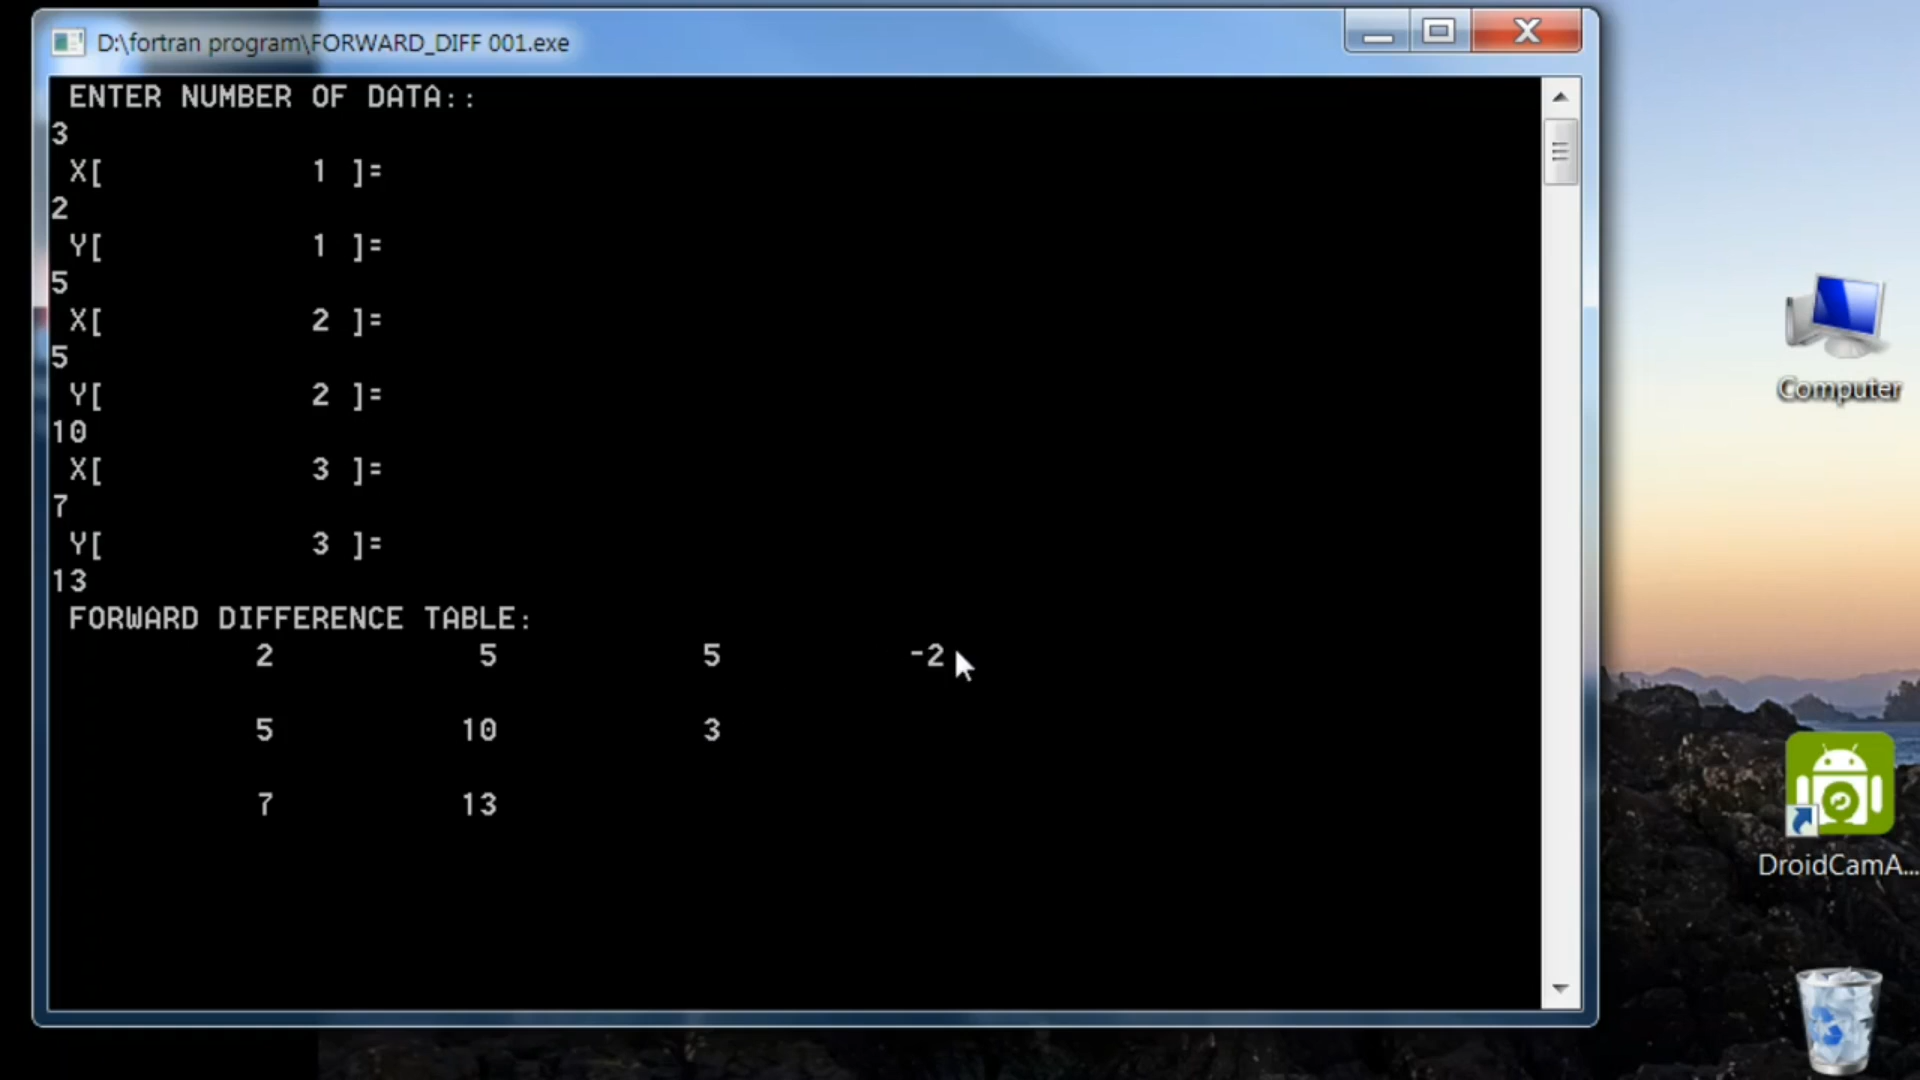 D:\fortran program\FORWARD_DIFF 001.exe
ENTER NUMBER OF DATA::
3
X[ 1 ]=
2
Y[ 1 ]=
5
X[ 2 ]=
5
Y[ 2 ]=
10
X[ 3 ]=
7
Y[ 3 ]=
13
FORWARD DIFFERENCE TABLE:
2 5 5 -2
5 10 3
7 13
Computer
DroidCamA...